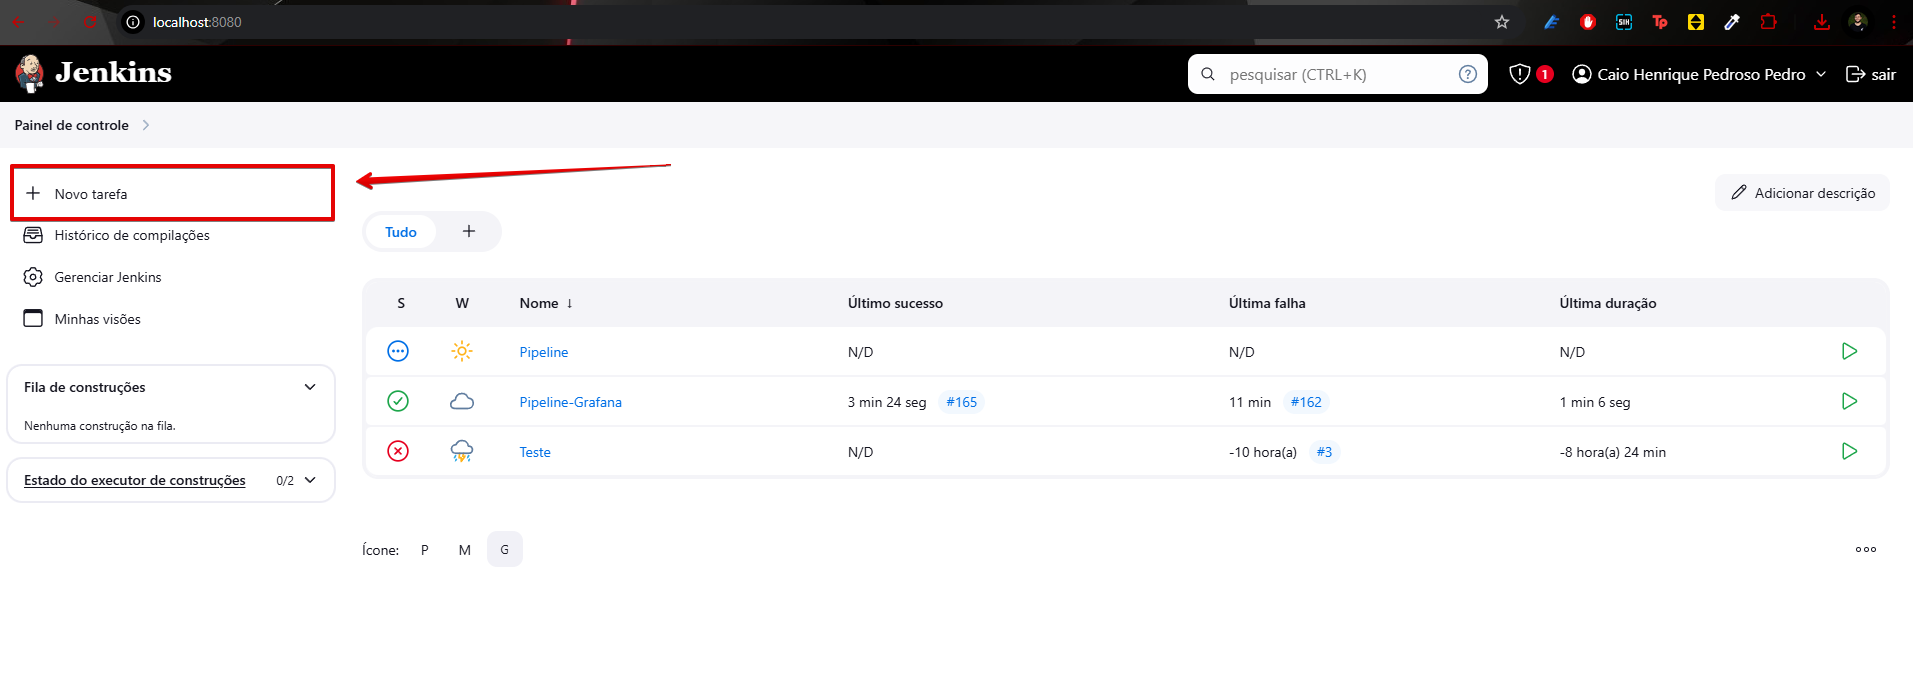 localhost:8080
SIH
Tp
Jenkins
pesquisar (CTRL+K)
?
1
Caio Henrique Pedroso Pedro
sair
Painel de controle
Novo tarefa
Histórico de compilações
Gerenciar Jenkins
Minhas visões
Fila de construções
Nenhuma construção na fila.
Estado do executor de construções 0/2
Adicionar descrição
Tudo +
S W Nome ↓ Último sucesso Última falha Última duração
Pipeline N/D N/D N/D
Pipeline-Grafana 3 min 24 seg #165 11 min #162 1 min 6 seg
Teste N/D -10 hora(a) #3 -8 hora(a) 24 min
Ícone: P M G